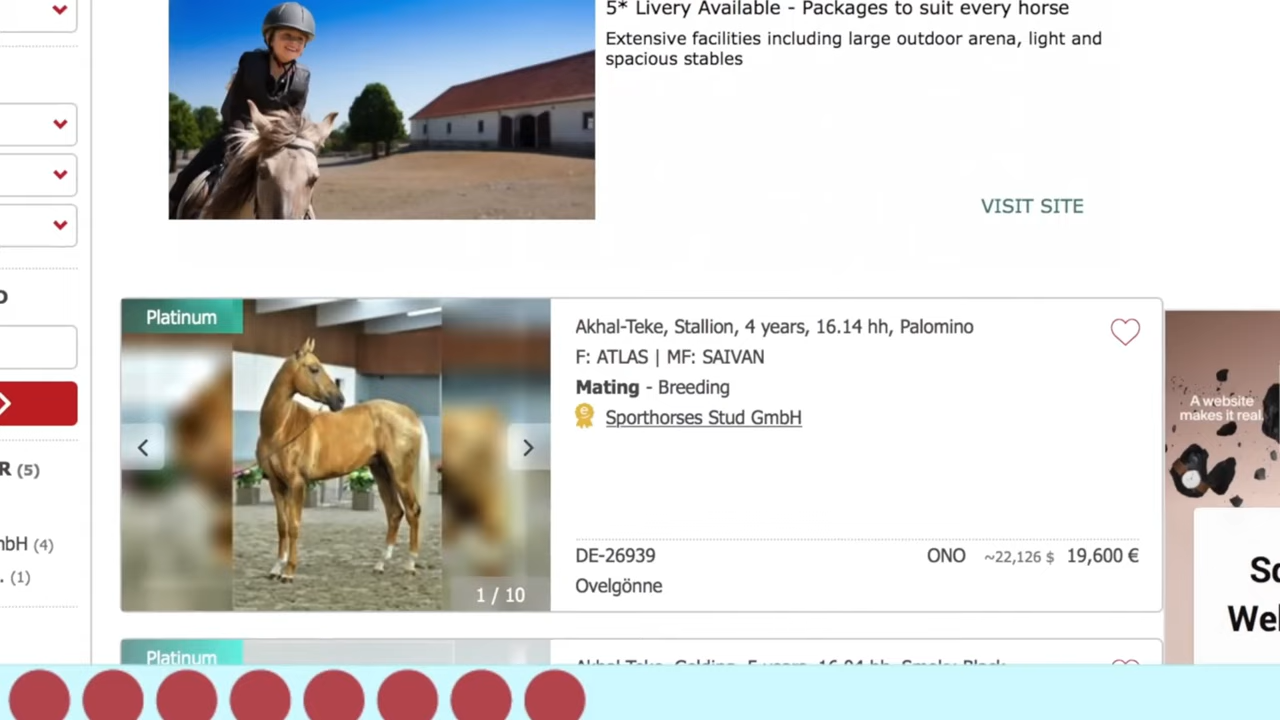 5* Livery Available - Packages to suit every horse
Extensive facilities including large outdoor arena, light and
spacious stables
VISIT SITE
Platinum
Akhal-Teke, Stallion, 4 years, 16.14 hh, Palomino
F: ATLAS | MF: SAIVAN
Mating - Breeding
Sporthorses Stud GmbH
A website
makes it real.
R (5)
mbH (4)
. (1)
DE-26939
ONO ~22,126 $ 19,600 €
Ovelgönne
1 / 10
Platinum